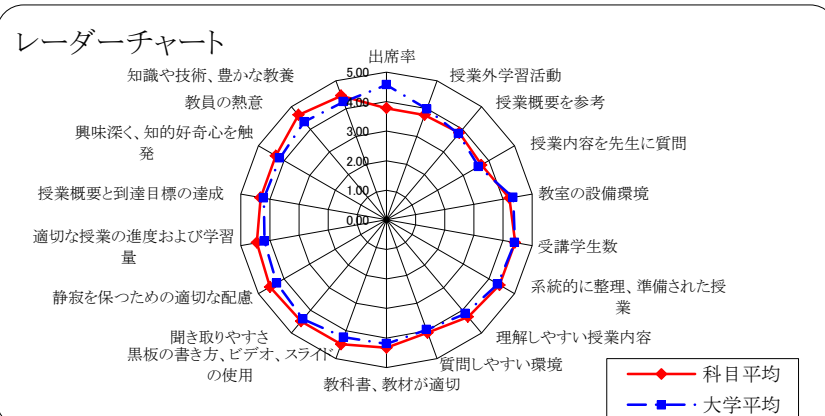 レーダーチャート
出席率
授業外学習活動
授業概要を参考
授業内容を先生に質問
教室の設備環境
受講学生数
系統的に整理、準備された授
業
理解しやすい授業内容
質問しやすい環境
教科書、教材が適切
黒板の書き方、ビデオ、スライド
の使用
聞き取りやすさ
静寂を保つための適切な配慮
適切な授業の進度および学習
量
授業概要と到達目標の達成
興味深く、知的好奇心を触
発
教員の熱意
知識や技術、豊かな教養
5.00
4.00
3.00
2.00
1.00
0.00
科目平均
大学平均